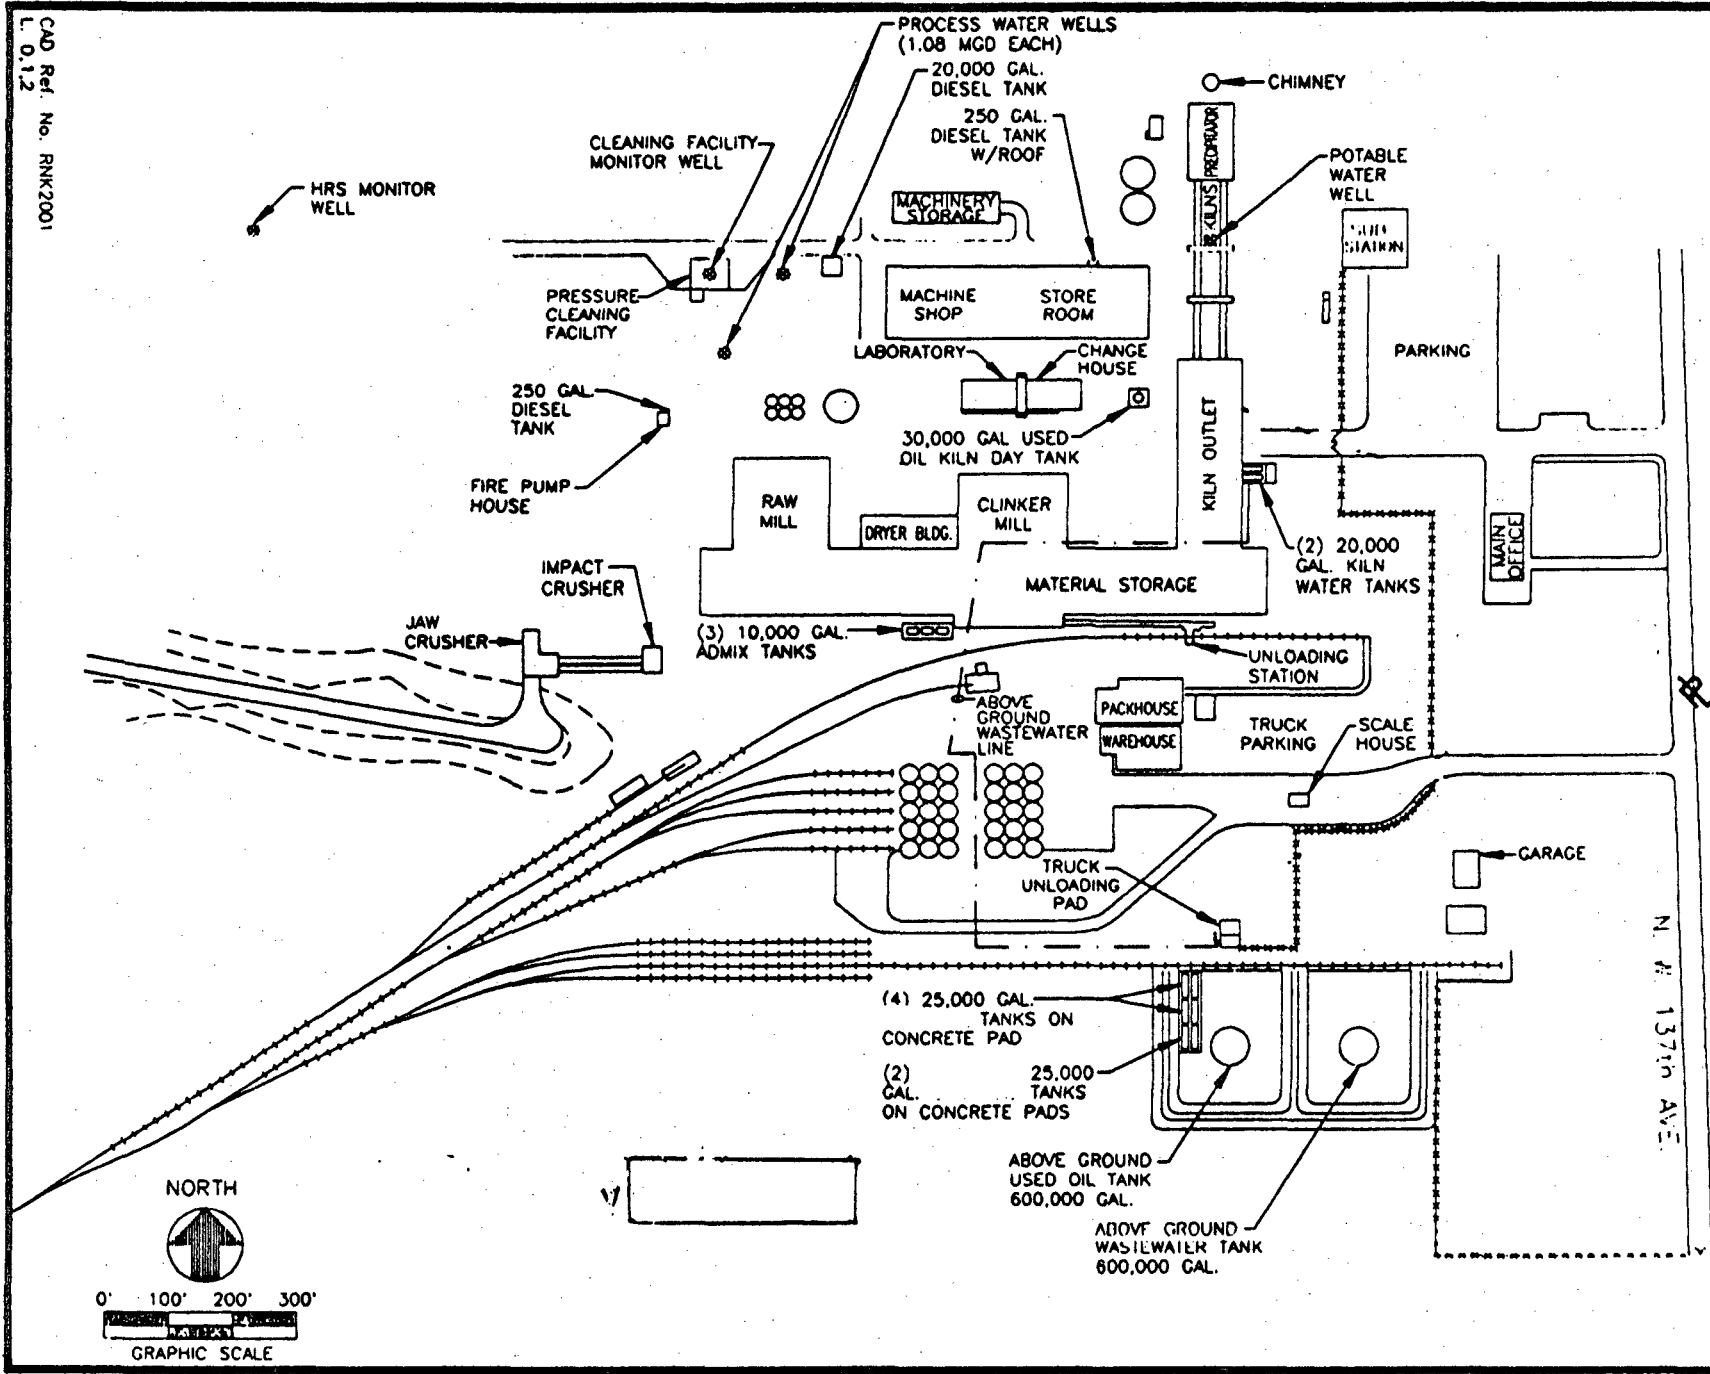 CAD Ref. No. RNK2001
L. 0,1,2
PROCESS WATER WELLS
(1.08 MGD EACH)
20,000 GAL.
DIESEL TANK
250 GAL.
DIESEL TANK
W/ROOF
CHIMNEY
CLEANING FACILITY
MONITOR WELL
HRS MONITOR
WELL
PRECIPITATOR
KILNS
POTABLE
WATER
WELL
MACHINERY
STORAGE
SUB
STATION
PRESSURE
CLEANING
FACILITY
MACHINE
SHOP
STORE
ROOM
LABORATORY
CHANGE
HOUSE
PARKING
250 GAL.
DIESEL
TANK
30,000 GAL USED
OIL KILN DAY TANK
KILN OUTLET
FIRE PUMP
HOUSE
RAW
MILL
CLINKER
MILL
DRYER BLDG.
MAIN
OFFICE
(2) 20,000
GAL. KILN
WATER TANKS
IMPACT
CRUSHER
MATERIAL STORAGE
JAW
CRUSHER
(3) 10,000 GAL.
ADMIX TANKS
UNLOADING
STATION
ABOVE
GROUND
WASTEWATER
LINE
PACKHOUSE
WAREHOUSE
TRUCK
PARKING
SCALE
HOUSE
TRUCK
UNLOADING
PAD
GARAGE
N. W. 137th AVE.
(4) 25,000 GAL.
TANKS ON
CONCRETE PAD
(2) 25,000
GAL. TANKS
ON CONCRETE PADS
ABOVE GROUND
USED OIL TANK
600,000 GAL.
ABOVE GROUND
WASTEWATER TANK
600,000 GAL.
NORTH
0' 100' 200' 300'
GRAPHIC SCALE